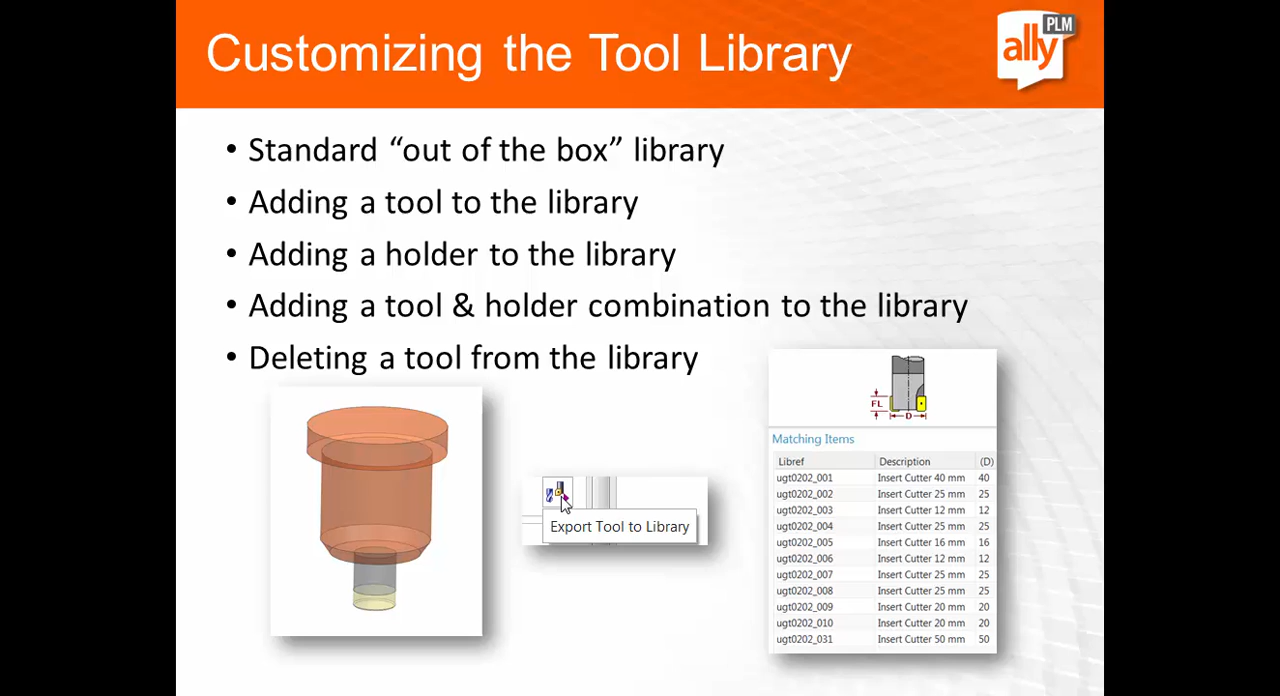 Customizing the Tool Library
PLM
ally
• Standard “out of the box” library
• Adding a tool to the library
• Adding a holder to the library
• Adding a tool & holder combination to the library
• Deleting a tool from the library
FL
D
Export Tool to Library
Matching Items
Libref Description (D)
ugt0202_001 Insert Cutter 40 mm 40
ugt0202_002 Insert Cutter 25 mm 25
ugt0202_003 Insert Cutter 12 mm 12
ugt0202_004 Insert Cutter 25 mm 25
ugt0202_005 Insert Cutter 16 mm 16
ugt0202_006 Insert Cutter 12 mm 12
ugt0202_007 Insert Cutter 25 mm 25
ugt0202_008 Insert Cutter 25 mm 25
ugt0202_009 Insert Cutter 20 mm 20
ugt0202_010 Insert Cutter 20 mm 20
ugt0202_031 Insert Cutter 50 mm 50